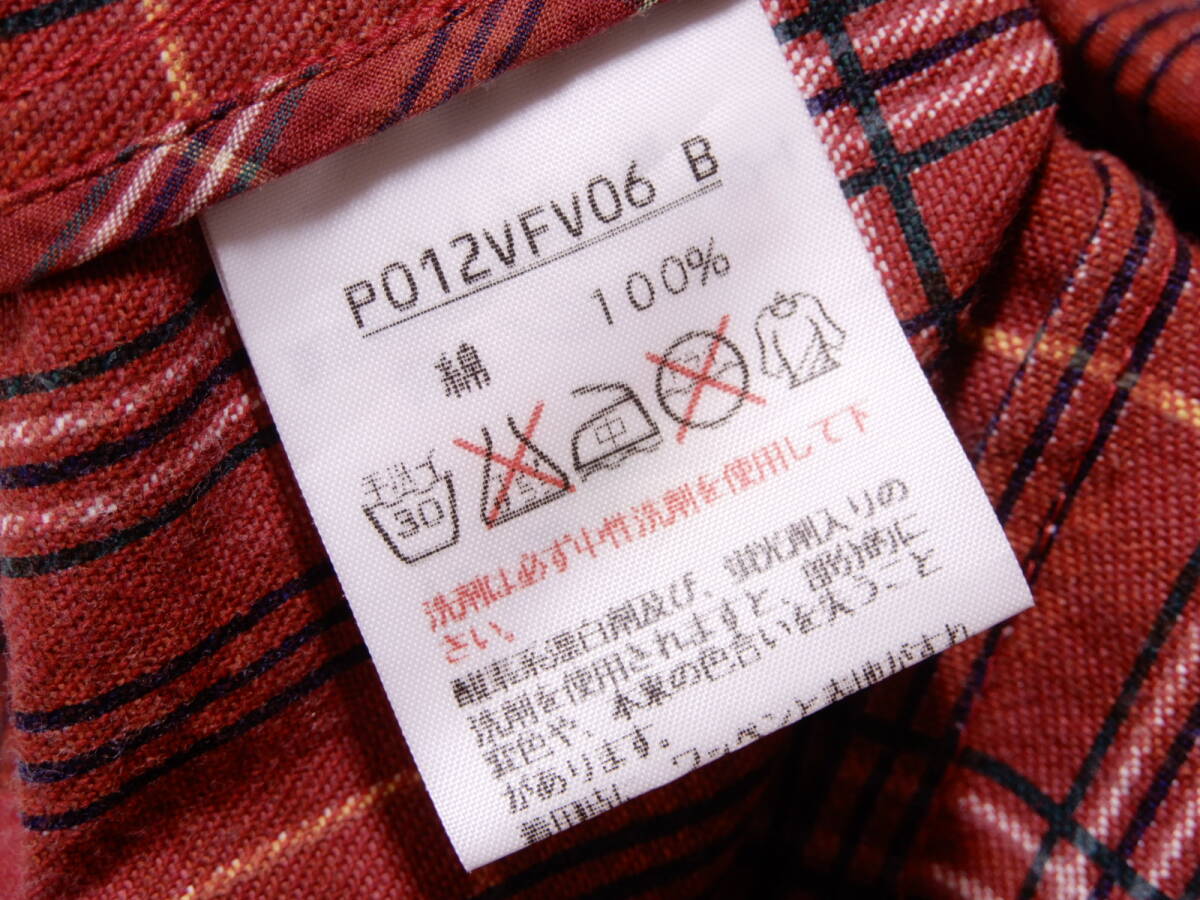 P012VFV06 B
綿 100%
手洗イ
30
中
洗剤は必ず中性洗剤を使用して下
さい。
酸素系漂白剤及び、蛍光剤入りの
洗剤を使用されますと、部分的に
変色や、本来の色合いを失うこと
があります。